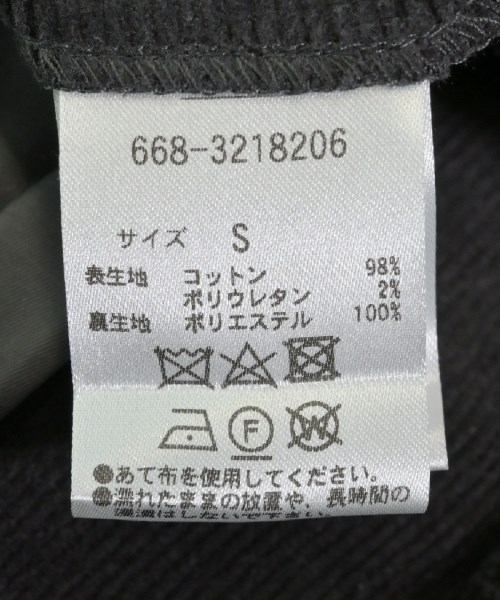 668-3218206
サイズ S
表生地 コットン 98%
ポリウレタン 2%
裏生地 ポリエステル 100%
F W
●あて布を使用してください。
●濡れたままの放置や、長時間の